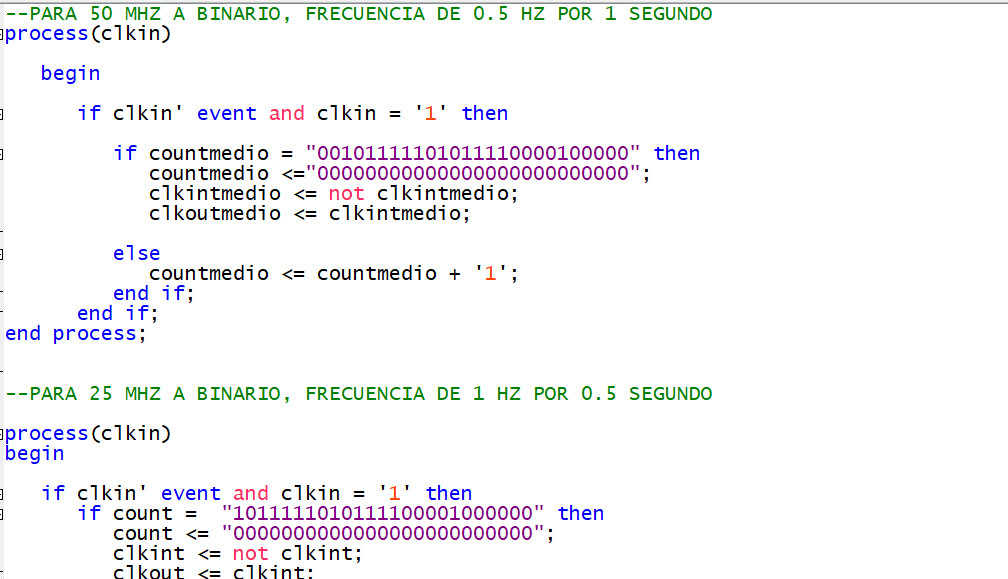 --PARA 50 MHZ A BINARIO, FRECUENCIA DE 0.5 HZ POR 1 SEGUNDO
process(clkin)
begin
if clkin' event and clkin = '1' then
if countmedio = "00101111101011110000100000" then
countmedio <="00000000000000000000000000";
clkintmedio <= not clkintmedio;
clkoutmedio <= clkintmedio;
else
countmedio <= countmedio + '1';
end if;
end if;
end process;
--PARA 25 MHZ A BINARIO, FRECUENCIA DE 1 HZ POR 0.5 SEGUNDO
process(clkin)
begin
if clkin' event and clkin = '1' then
if count =  "1011111010111100001000000" then
count <= "0000000000000000000000000";
clkint <= not clkint;
clkout <= clkint;